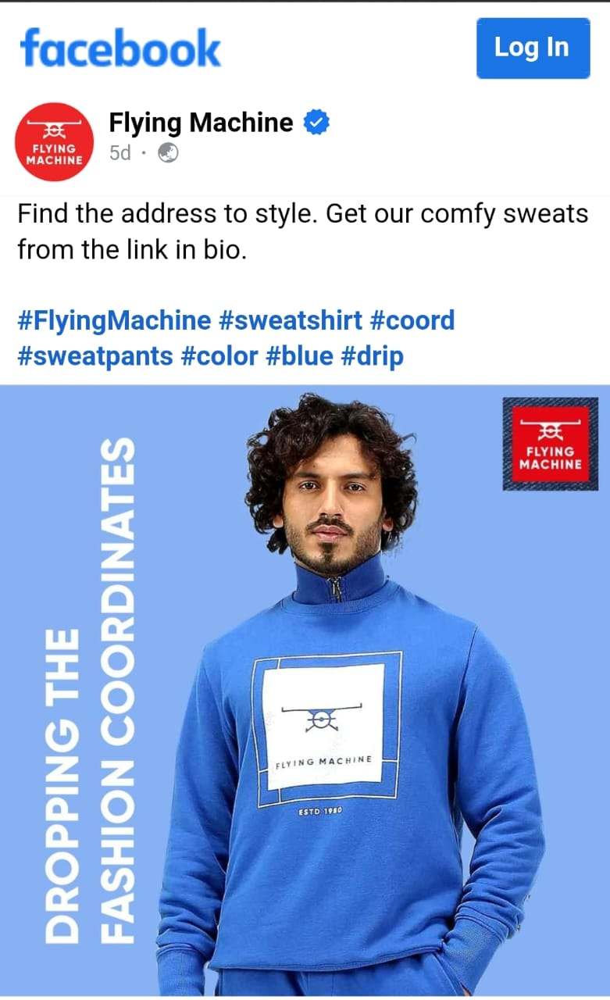 facebook
Log In
Flying Machine
5d ·
FLYING
MACHINE
Find the address to style. Get our comfy sweats
from the link in bio.
#FlyingMachine #sweatshirt #coord
#sweatpants #color #blue #drip
DROPPING THE
FASHION COORDINATES
FLYING
MACHINE
FLYING MACHINE
ESTD 1980